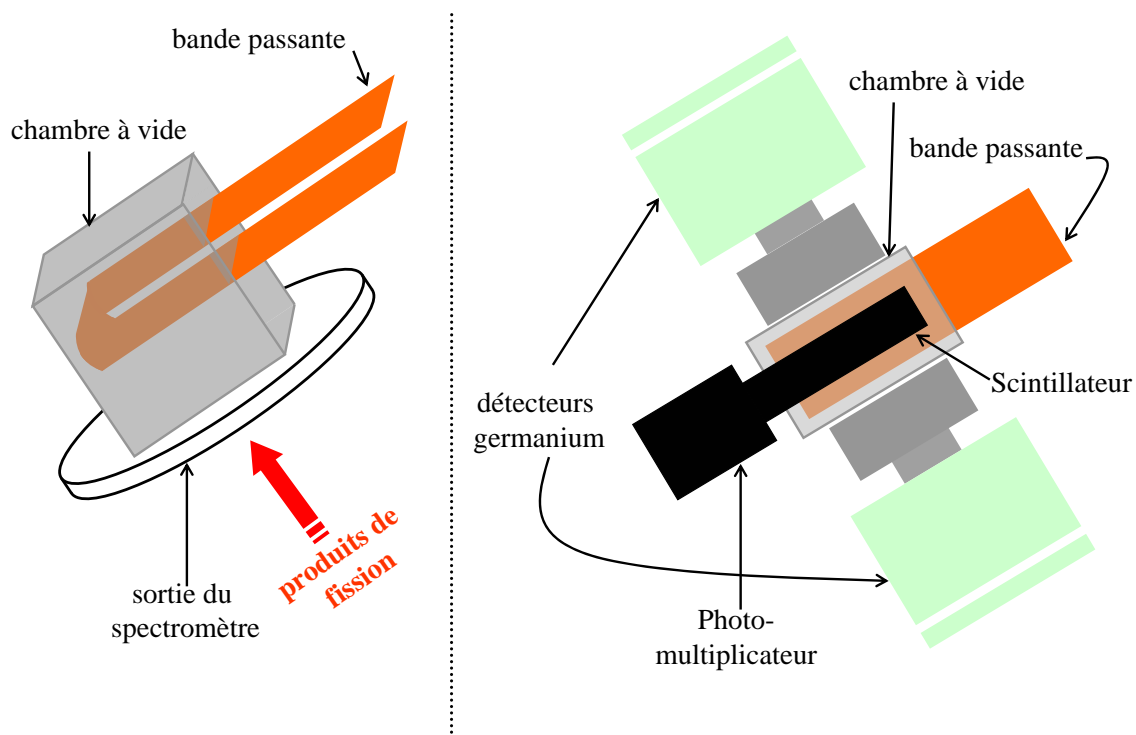 bande passante
chambre à vide
sortie du
spectromètre
produits de
fission
chambre à vide
bande passante
détecteurs
germanium
Scintillateur
Photo-
multiplicateur